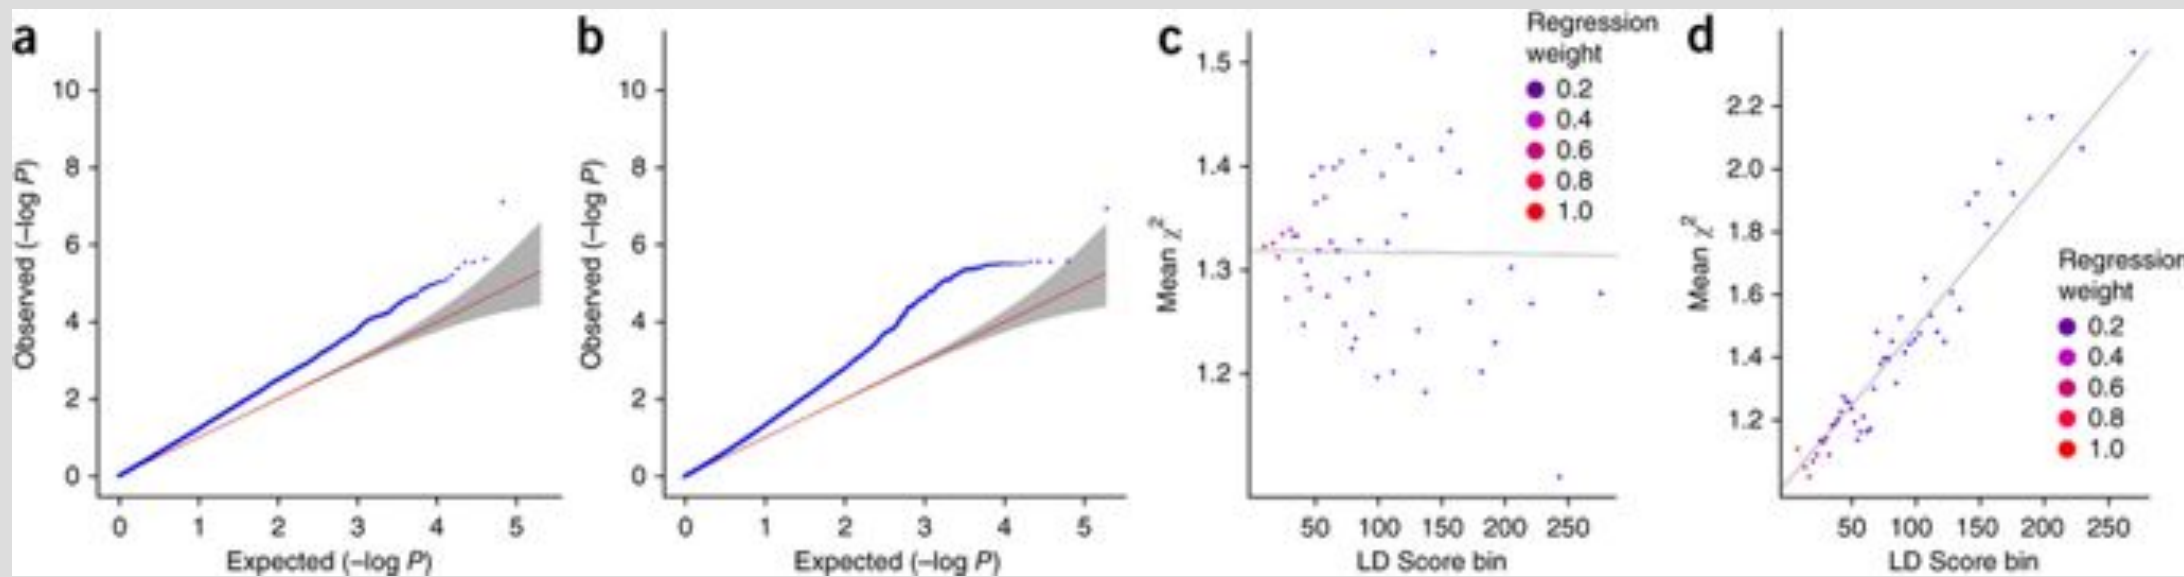 a
Observed (–log P)
10
8
6
4
2
0
0 1 2 3 4 5
Expected (–log P)
b
Observed (–log P)
10
8
6
4
2
0
0 1 2 3 4 5
Expected (–log P)
c
Mean χ²
1.5
1.4
1.3
1.2
50 100 150 200 250
LD Score bin
Regression
weight
0.2
0.4
0.6
0.8
1.0
d
Mean χ²
2.2
2.0
1.8
1.6
1.4
1.2
50 100 150 200 250
LD Score bin
Regression
weight
0.2
0.4
0.6
0.8
1.0